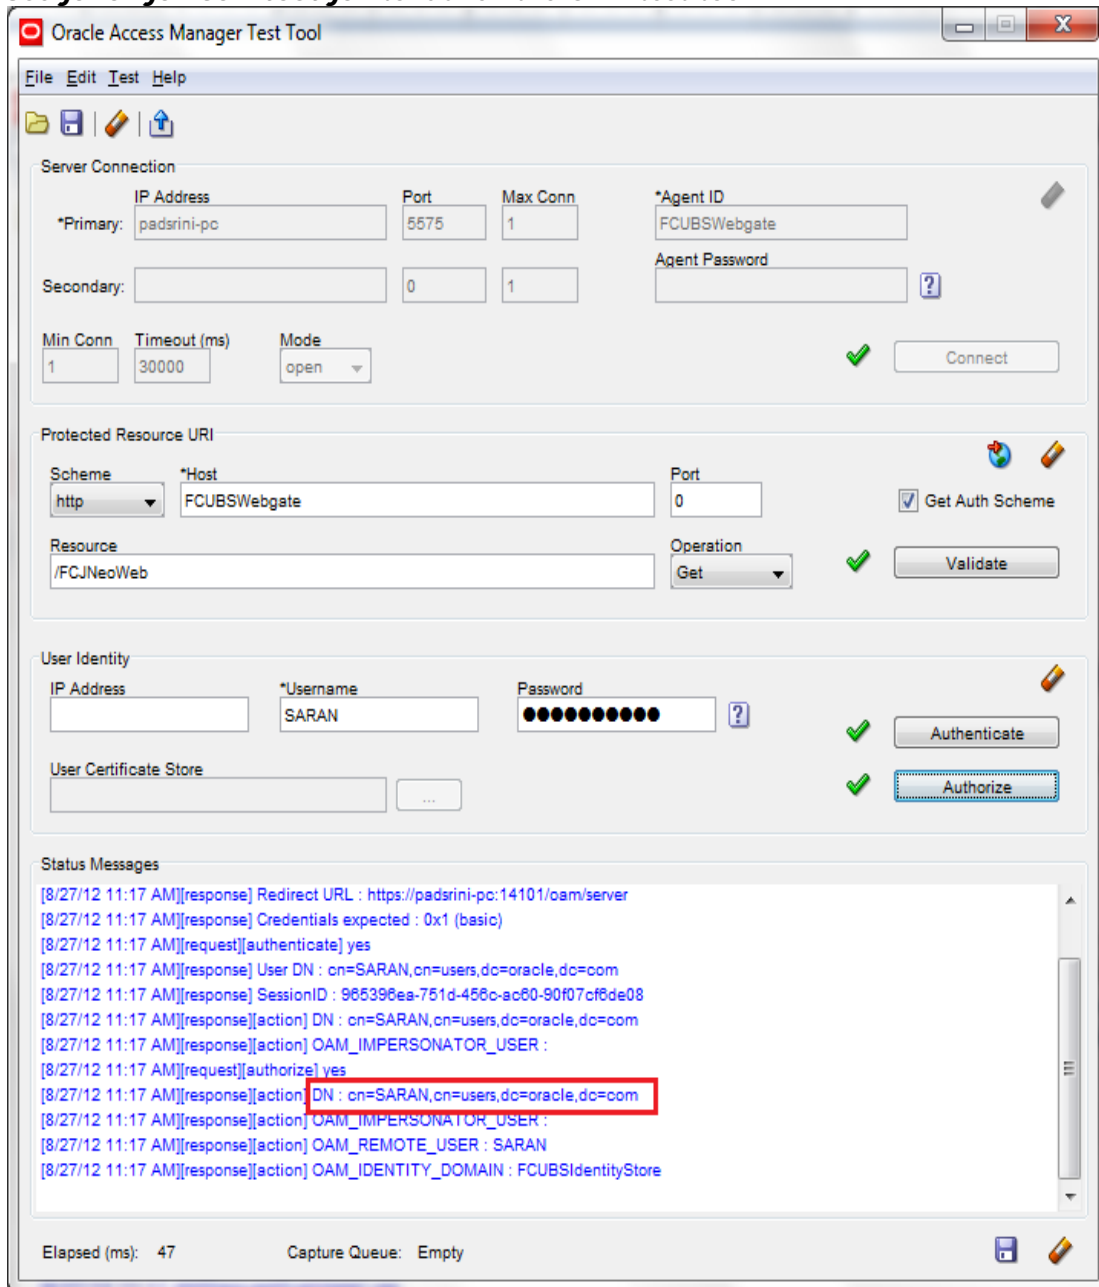 Oracle Access Manager Test Tool
File Edit Test Help
Server Connection
IP Address Port Max Conn *Agent ID
*Primary: padsrini-pc 5575 1 FCUBSWebgate
Agent Password
Secondary: 0 1
Min Conn Timeout (ms) Mode
1 30000 open Connect
Protected Resource URI
Scheme *Host Port
http FCUBSWebgate 0 Get Auth Scheme
Resource Operation
/FCJNeoWeb Get Validate
User Identity
IP Address *Username Password
SARAN ●●●●●●●●●● Authenticate
User Certificate Store
... Authorize
Status Messages
[8/27/12 11:17 AM][response] Redirect URL : https://padsrini-pc:14101/oam/server
[8/27/12 11:17 AM][response] Credentials expected : 0x1 (basic)
[8/27/12 11:17 AM][request][authenticate] yes
[8/27/12 11:17 AM][response] User DN : cn=SARAN,cn=users,dc=oracle,dc=com
[8/27/12 11:17 AM][response] SessionID : 965396ea-751d-456c-ac60-90f07cf6de08
[8/27/12 11:17 AM][response][action] DN : cn=SARAN,cn=users,dc=oracle,dc=com
[8/27/12 11:17 AM][response][action] OAM_IMPERSONATOR_USER :
[8/27/12 11:17 AM][request][authorize] yes
[8/27/12 11:17 AM][response][action] DN : cn=SARAN,cn=users,dc=oracle,dc=com
[8/27/12 11:17 AM][response][action] OAM_IMPERSONATOR_USER :
[8/27/12 11:17 AM][response][action] OAM_REMOTE_USER : SARAN
[8/27/12 11:17 AM][response][action] OAM_IDENTITY_DOMAIN : FCUBSIdentityStore
Elapsed (ms): 47 Capture Queue: Empty